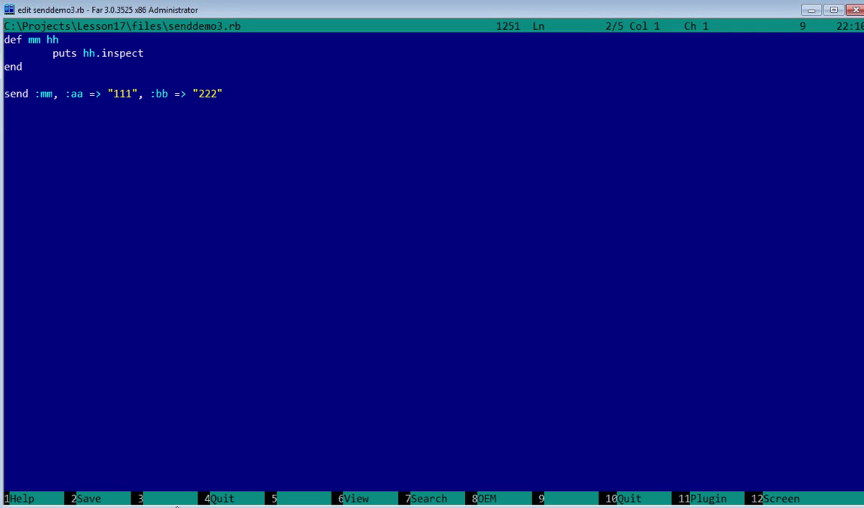 edit senddemo3.rb - Far 3.0.3525 x86 Administrator
C:\Projects\Lesson17\files\senddemo3.rb 1251 Ln 2/5 Col 1 Ch 1 9 22:10
def mm hh
puts hh.inspect
end
send :mm, :aa => "111", :bb => "222"
1Help 2Save 3 4Quit 5 6View 7Search 8OEM 9 10Quit 11Plugin 12Screen